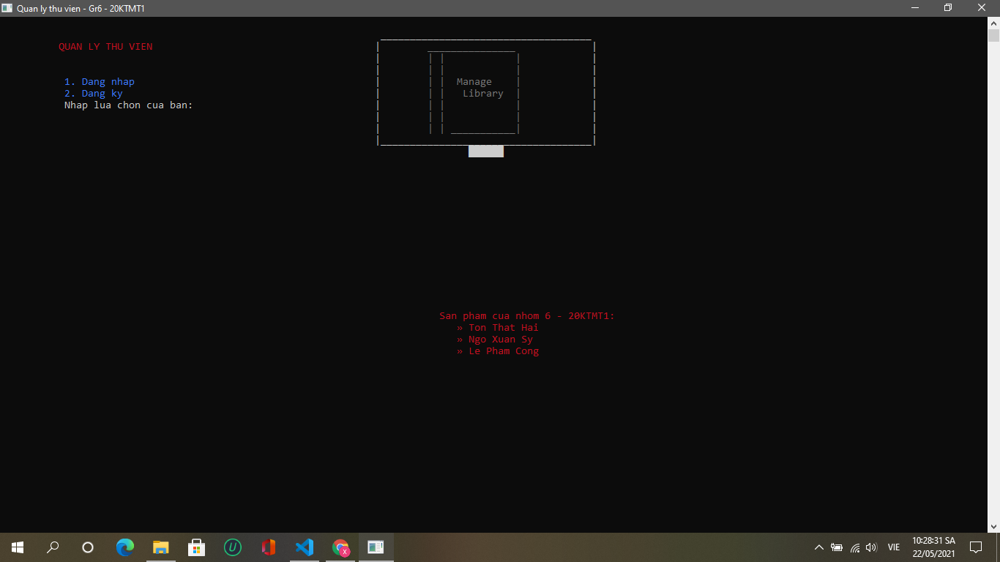 Quan ly thu vien - Gr6 - 20KTMT1
QUAN LY THU VIEN
1. Dang nhap
2. Dang ky
Nhap lua chon cua ban:
Manage
Library
San pham cua nhom 6 - 20KTMT1:
» Ton That Hai
» Ngo Xuan Sy
» Le Pham Cong
VIE
10:28:31 SA
22/05/2021